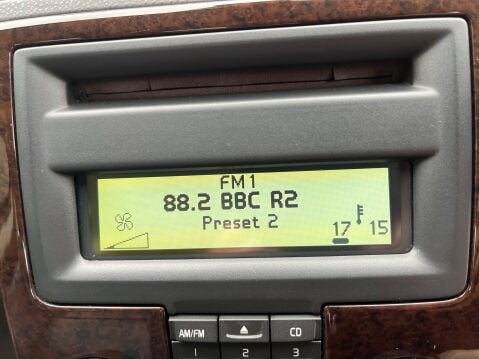 FM1
88.2 BBC R2
Preset 2
17 15
AM/FM CD
1 2 3